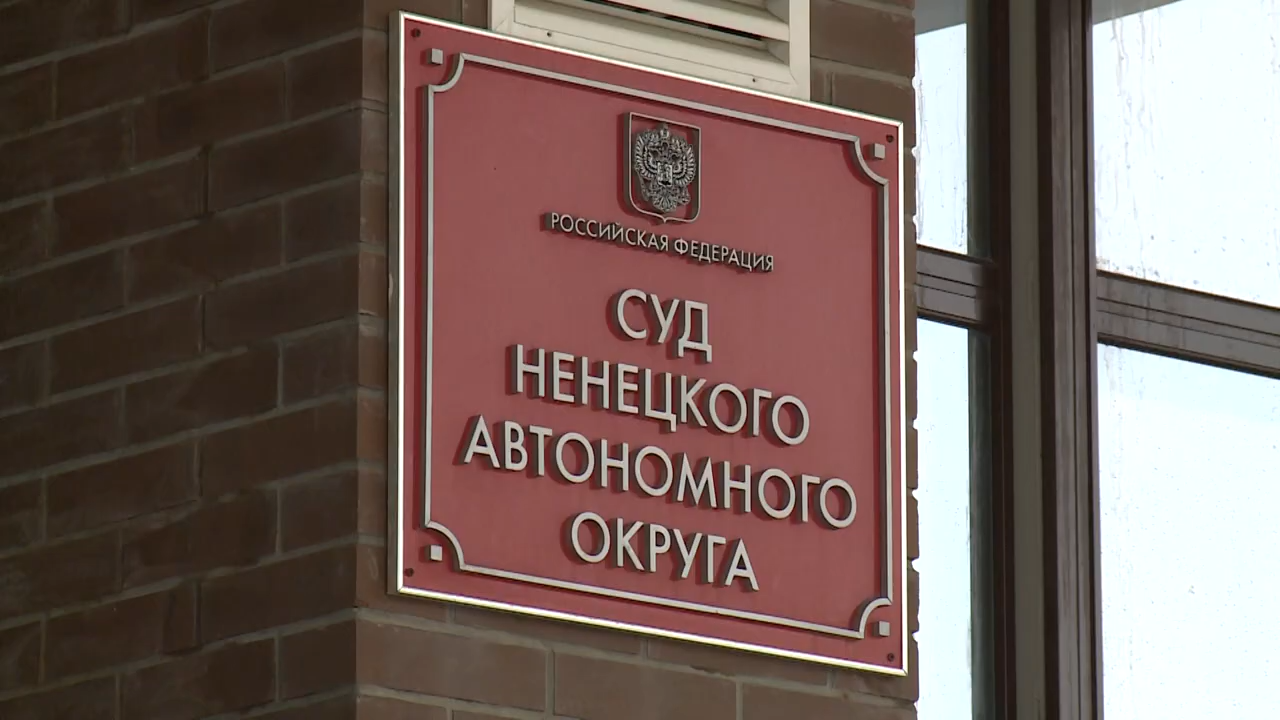 РОССИЙСКАЯ ФЕДЕРАЦИЯ
СУД
НЕНЕЦКОГО
АВТОНОМНОГО
ОКРУГА